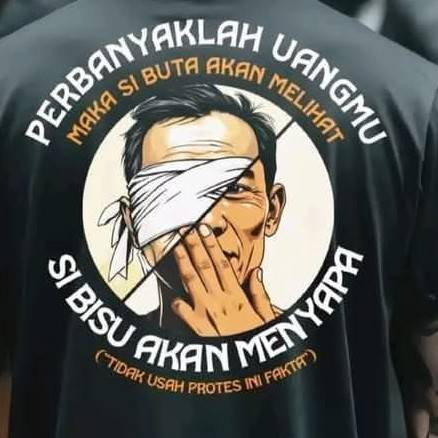 PERBANYAKLAH UANGMU
MAKA SI BUTA AKAN MELIHAT
SI BISU AKAN MENYAPA
("TIDAK USAH PROTES INI FAKTA")